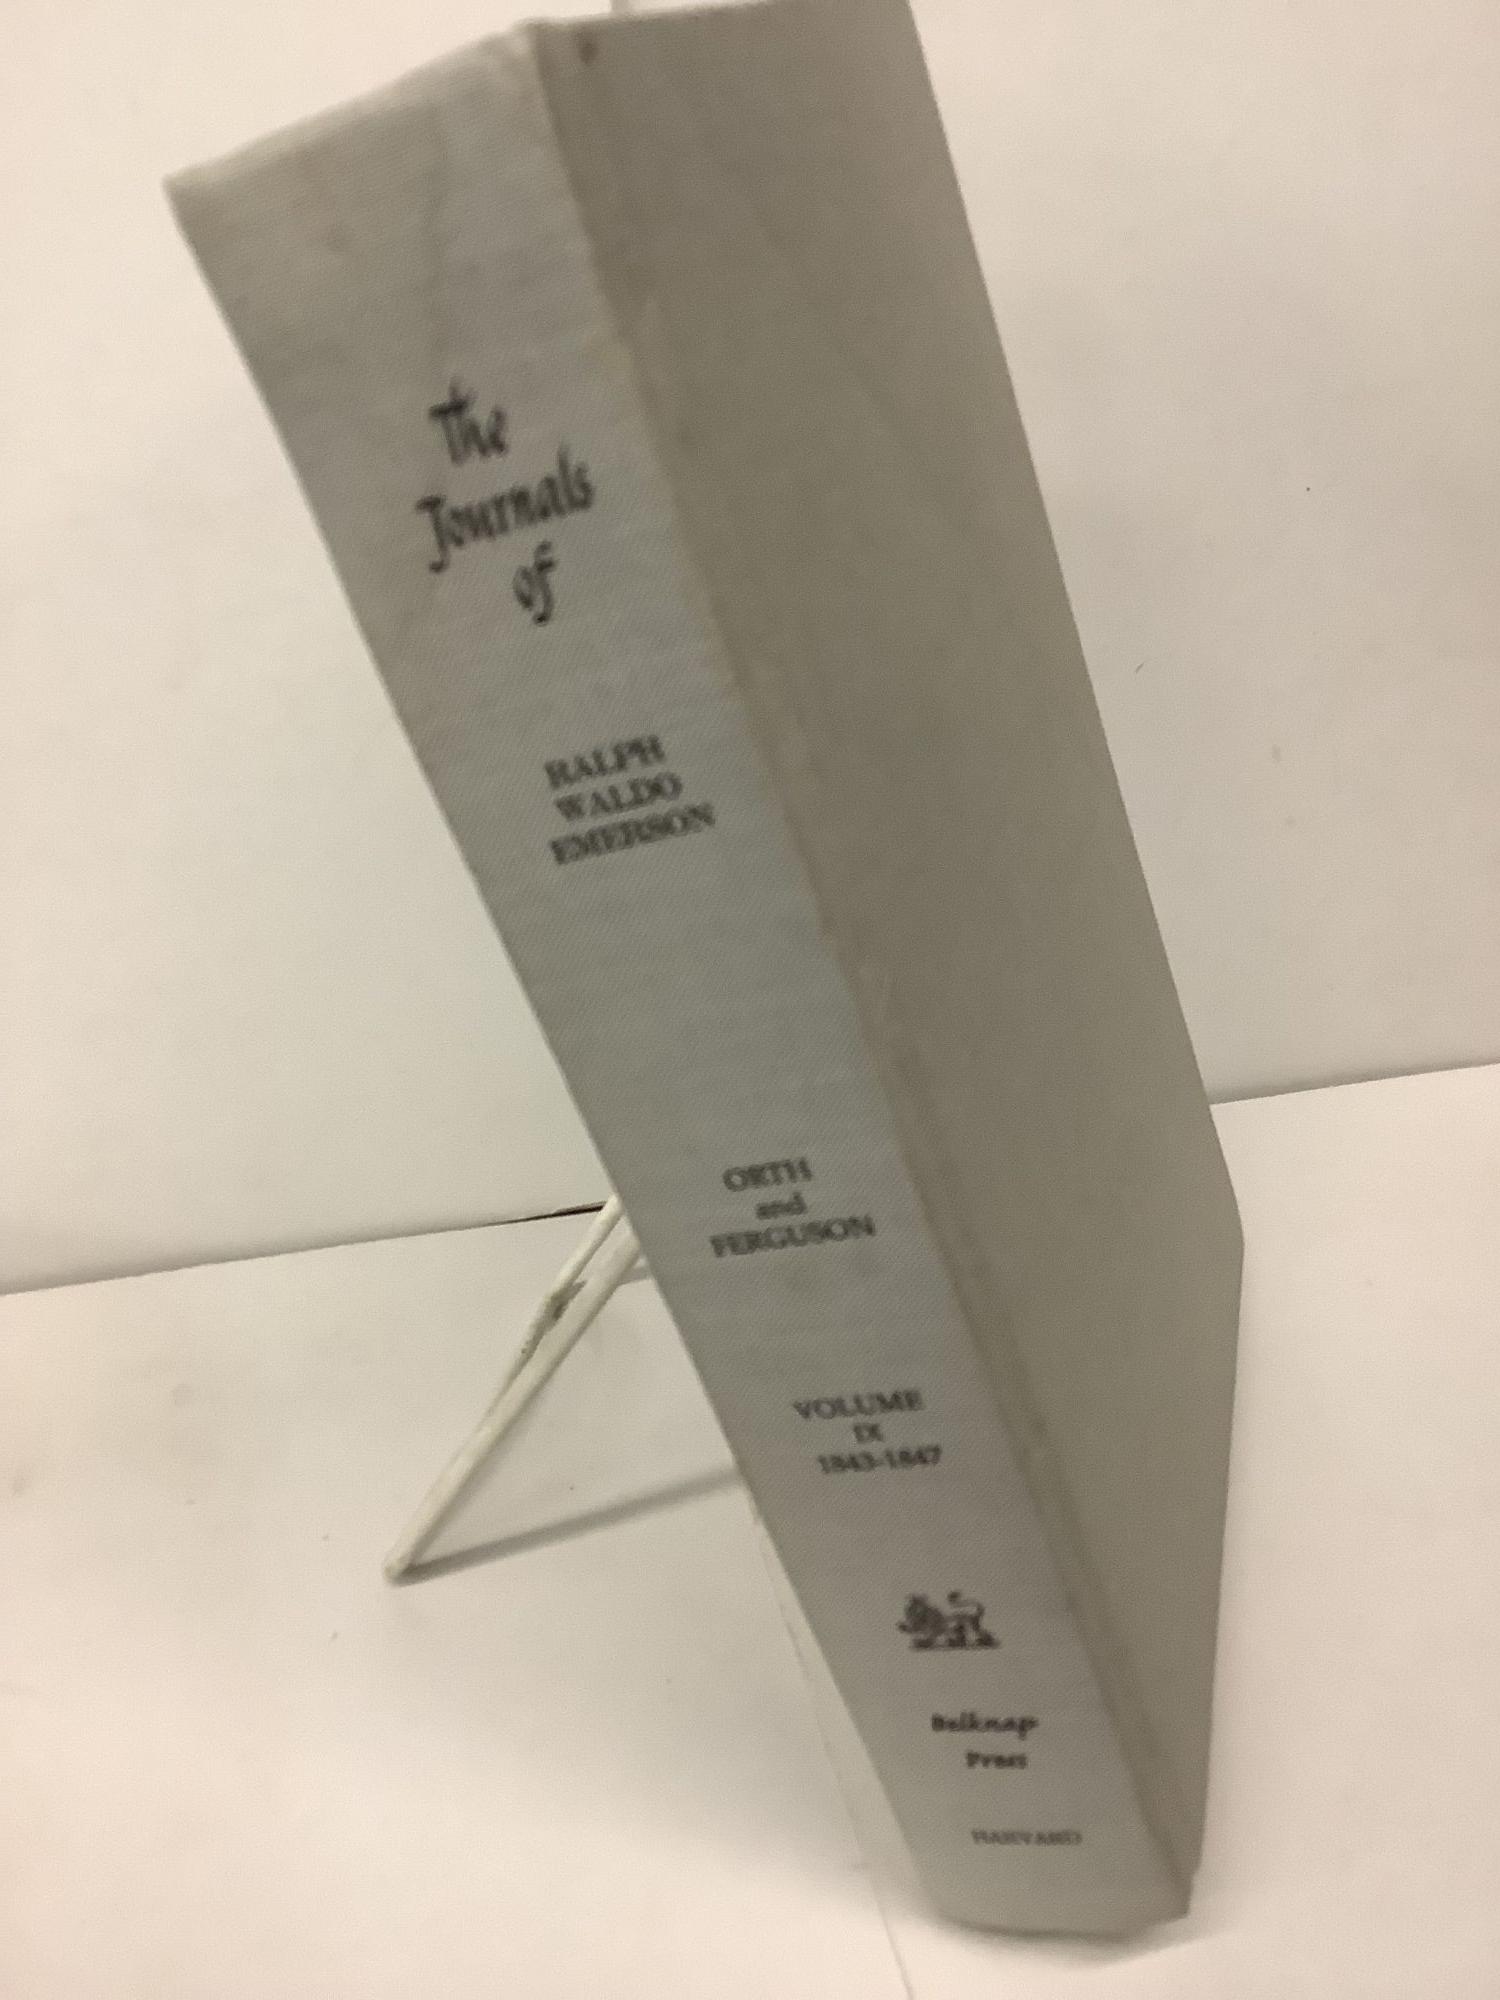 The
Journals
of
RALPH
WALDO
EMERSON
ORTH
and
FERGUSON
VOLUME
IX
1843-1847
Belknap
Press
HARVARD